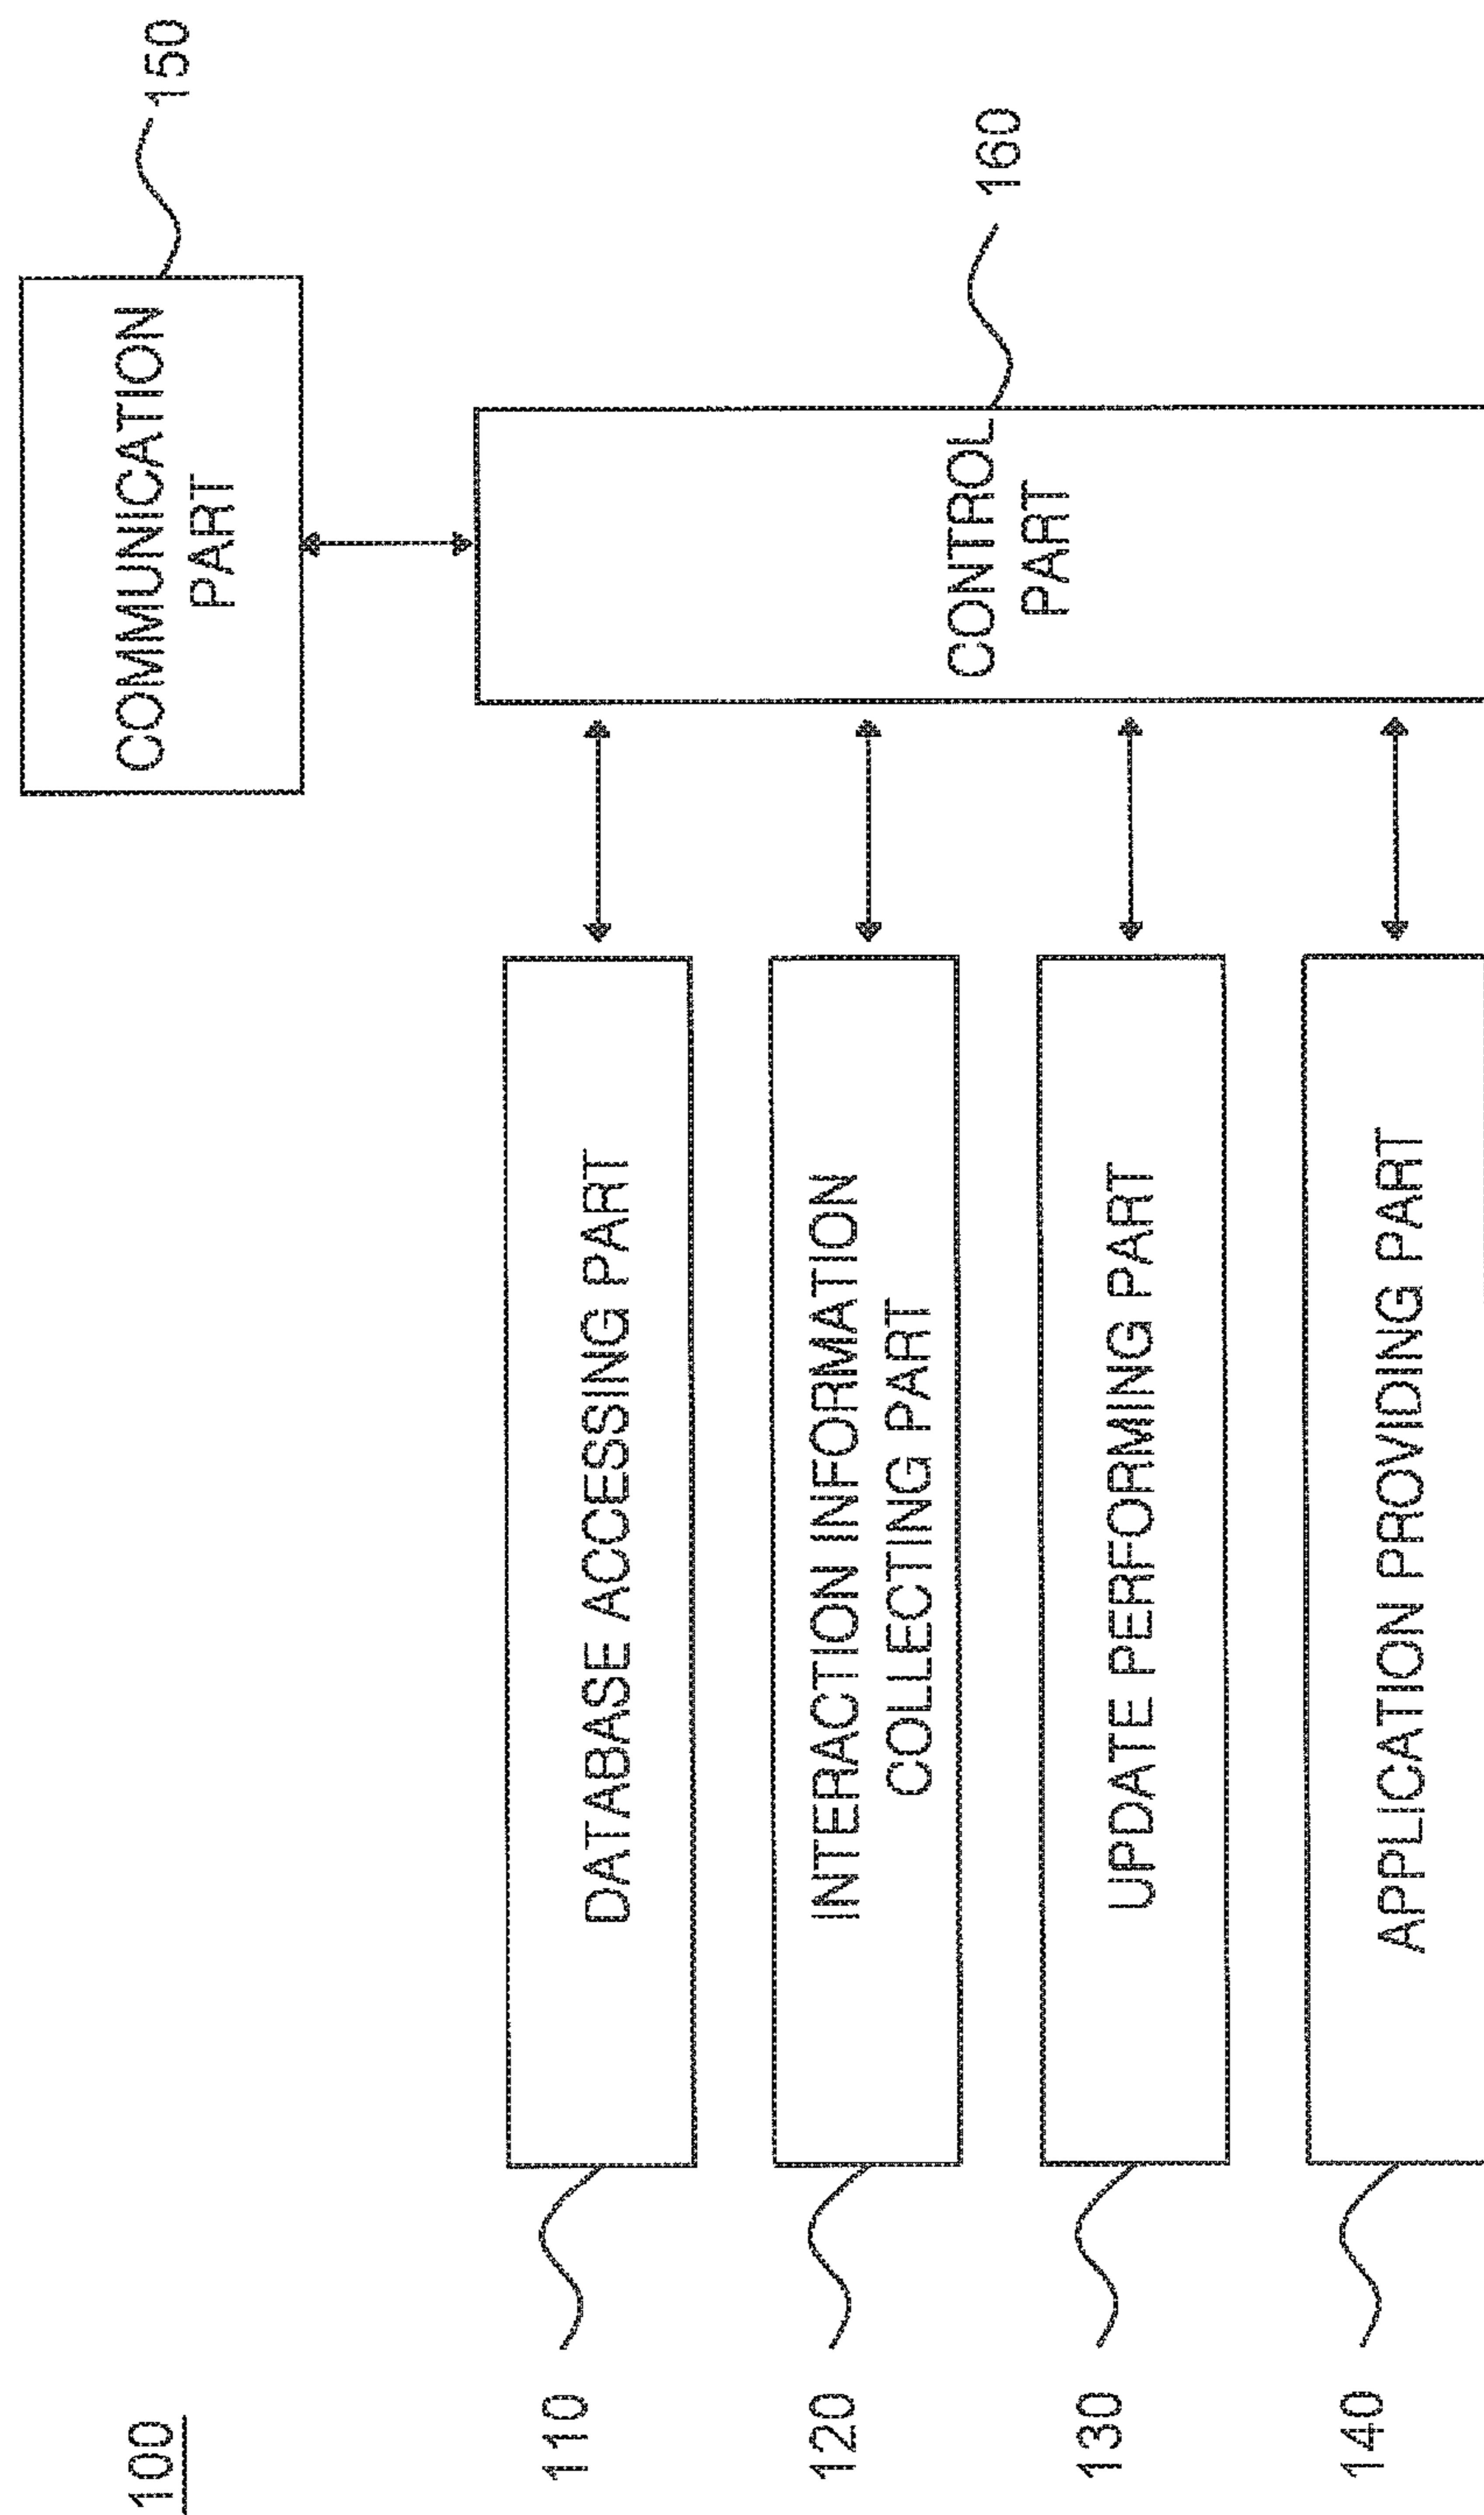 100
COMMUNICATION
PART
150
110
DATABASE ACCESSING PART
120
INTERACTION INFORMATION
COLLECTING PART
130
UPDATE PERFORMING PART
140
APPLICATION PROVIDING PART
CONTROL
PART
160